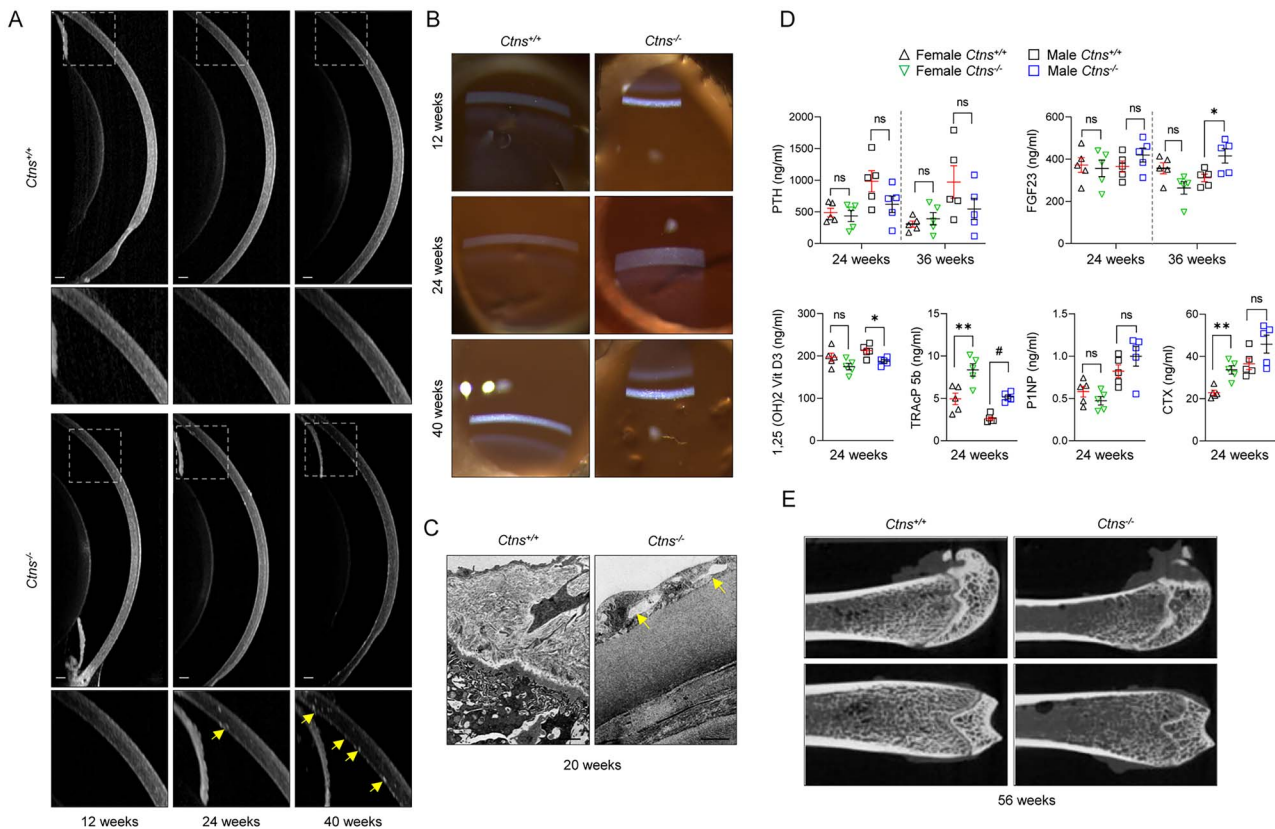 A
Ctns+/+
Ctns-/-
12 weeks
24 weeks
40 weeks
B
Ctns+/+
Ctns-/-
12 weeks
24 weeks
40 weeks
C
Ctns+/+
Ctns-/-
20 weeks
D
Female Ctns+/+
Male Ctns+/+
Female Ctns-/-
Male Ctns-/-
PTH (ng/ml)
2000
1500
1000
500
0
ns
ns
ns
ns
24 weeks
36 weeks
FGF23 (ng/ml)
800
600
400
200
0
ns
ns
ns
*
24 weeks
36 weeks
1,25 (OH)2 Vit D3 (ng/ml)
300
200
100
0
ns
*
24 weeks
TRAcP 5b (ng/ml)
15
10
5
0
**
#
24 weeks
P1NP (ng/ml)
1.5
1.0
0.5
0.0
ns
ns
24 weeks
CTX (ng/ml)
60
40
20
0
**
ns
24 weeks
E
Ctns+/+
Ctns-/-
56 weeks